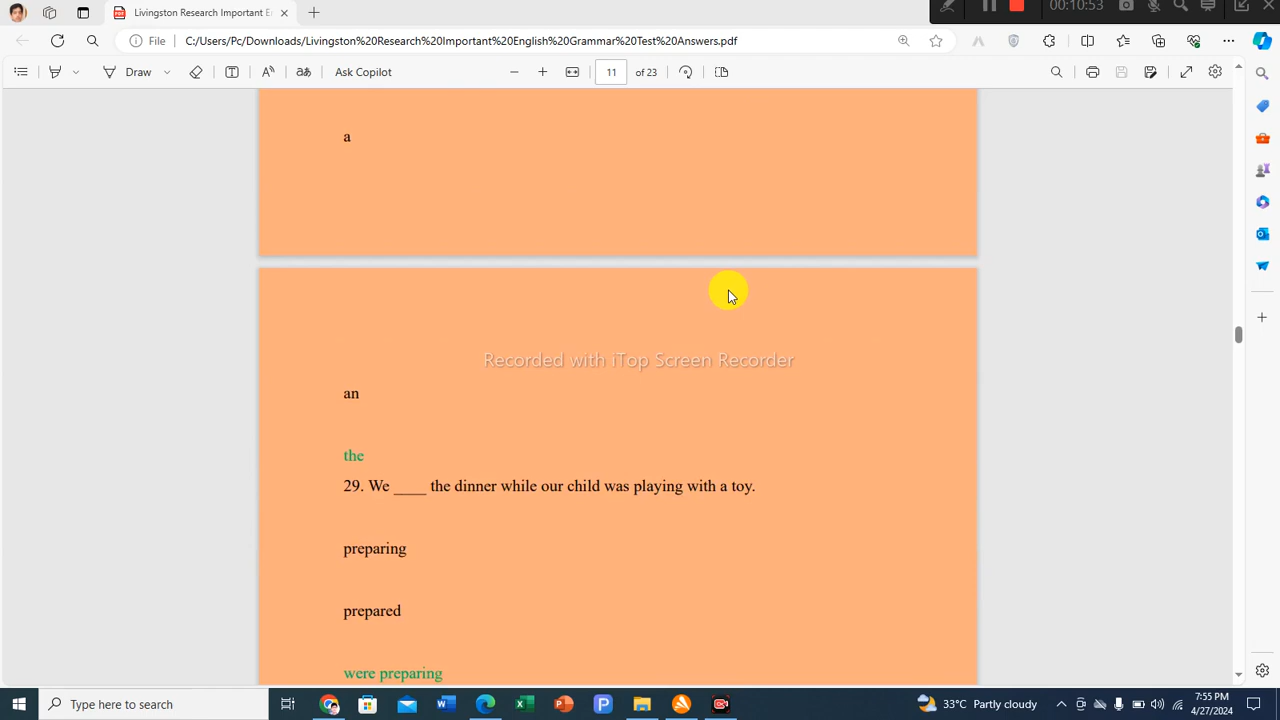 Livingston Research Important En
00:10:53
File
C:/Users/Pc/Downloads/Livingston%20Research%20Important%20English%20Grammar%20Test%20Answers.pdf
Draw
Ask Copilot
11
of 23
a
Recorded with iTop Screen Recorder
an
the
29. We ____ the dinner while our child was playing with a toy.
preparing
prepared
were preparing
Type here to search
33°C Partly cloudy
7:55 PM
4/27/2024